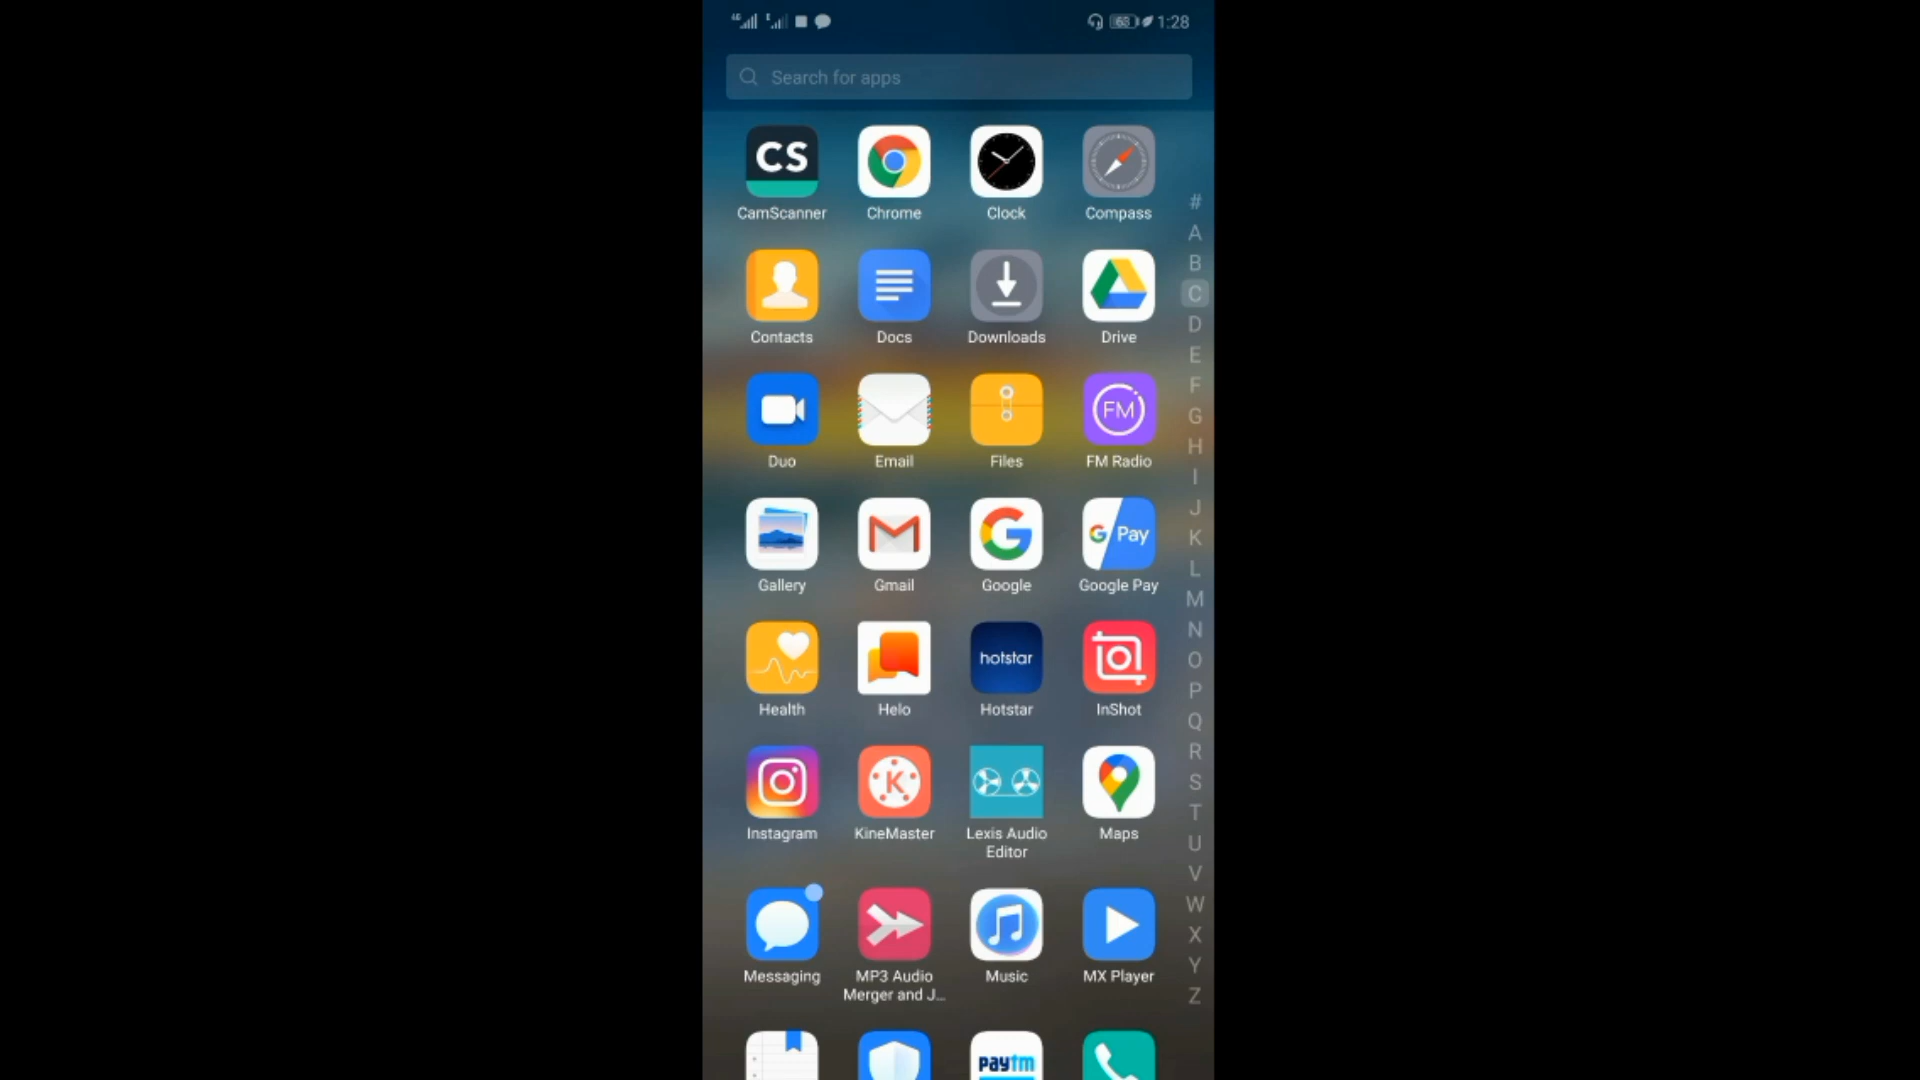 4G E 63 1:28
Search for apps
CS
CamScanner Chrome Clock Compass
#
A
B
C
D
E
F
G
H
I
J
K
L
M
N
O
P
Q
R
S
T
U
V
W
X
Y
Z
Contacts Docs Downloads Drive
FM
Duo Email Files FM Radio
G Pay
Gallery Gmail Google Google Pay
hotstar
Health Helo Hotstar InShot
K
Instagram KineMaster Lexis Audio Maps
Editor
Messaging MP3 Audio Music MX Player
Merger and J...
paytm